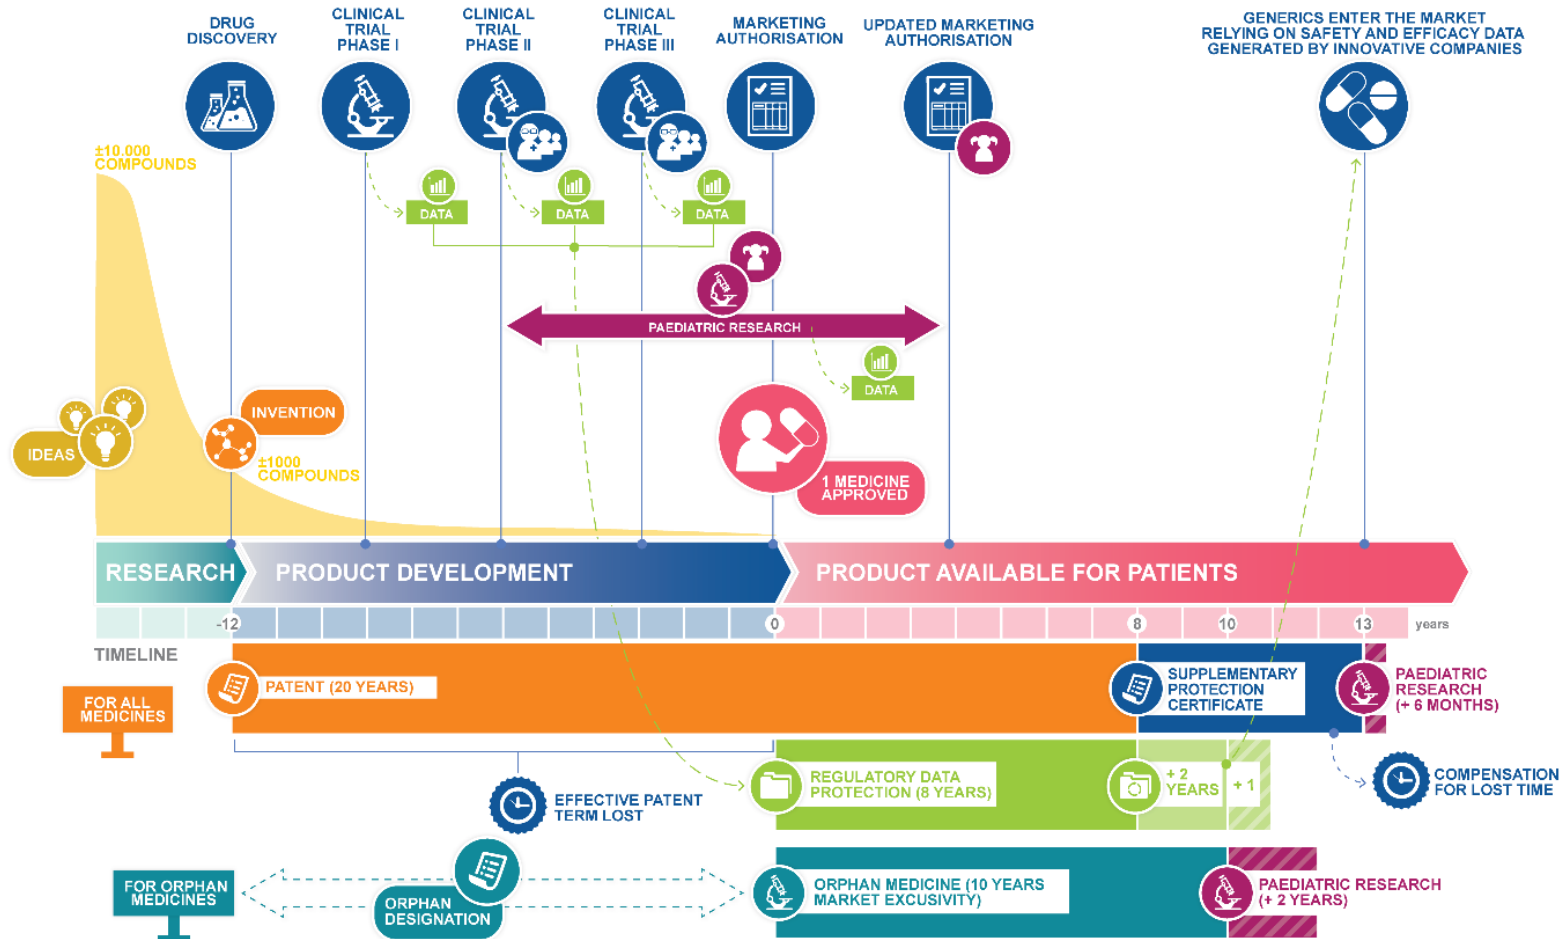 DRUG
DISCOVERY
CLINICAL
TRIAL
PHASE I
CLINICAL
TRIAL
PHASE II
CLINICAL
TRIAL
PHASE III
MARKETING
AUTHORISATION
UPDATED MARKETING
AUTHORISATION
GENERICS ENTER THE MARKET
RELYING ON SAFETY AND EFFICACY DATA
GENERATED BY INNOVATIVE COMPANIES
±10.000
COMPOUNDS
DATA
DATA
DATA
PAEDIATRIC RESEARCH
DATA
IDEAS
INVENTION
±1000
COMPOUNDS
1 MEDICINE
APPROVED
RESEARCH
PRODUCT DEVELOPMENT
PRODUCT AVAILABLE FOR PATIENTS
-12
0
8
10
13
years
TIMELINE
FOR ALL
MEDICINES
PATENT (20 YEARS)
SUPPLEMENTARY
PROTECTION
CERTIFICATE
PAEDIATRIC
RESEARCH
(+ 6 MONTHS)
EFFECTIVE PATENT
TERM LOST
REGULATORY DATA
PROTECTION (8 YEARS)
+ 2
YEARS
+ 1
COMPENSATION
FOR LOST TIME
FOR ORPHAN
MEDICINES
ORPHAN
DESIGNATION
ORPHAN MEDICINE (10 YEARS
MARKET EXCUSIVITY)
PAEDIATRIC RESEARCH
(+ 2 YEARS)